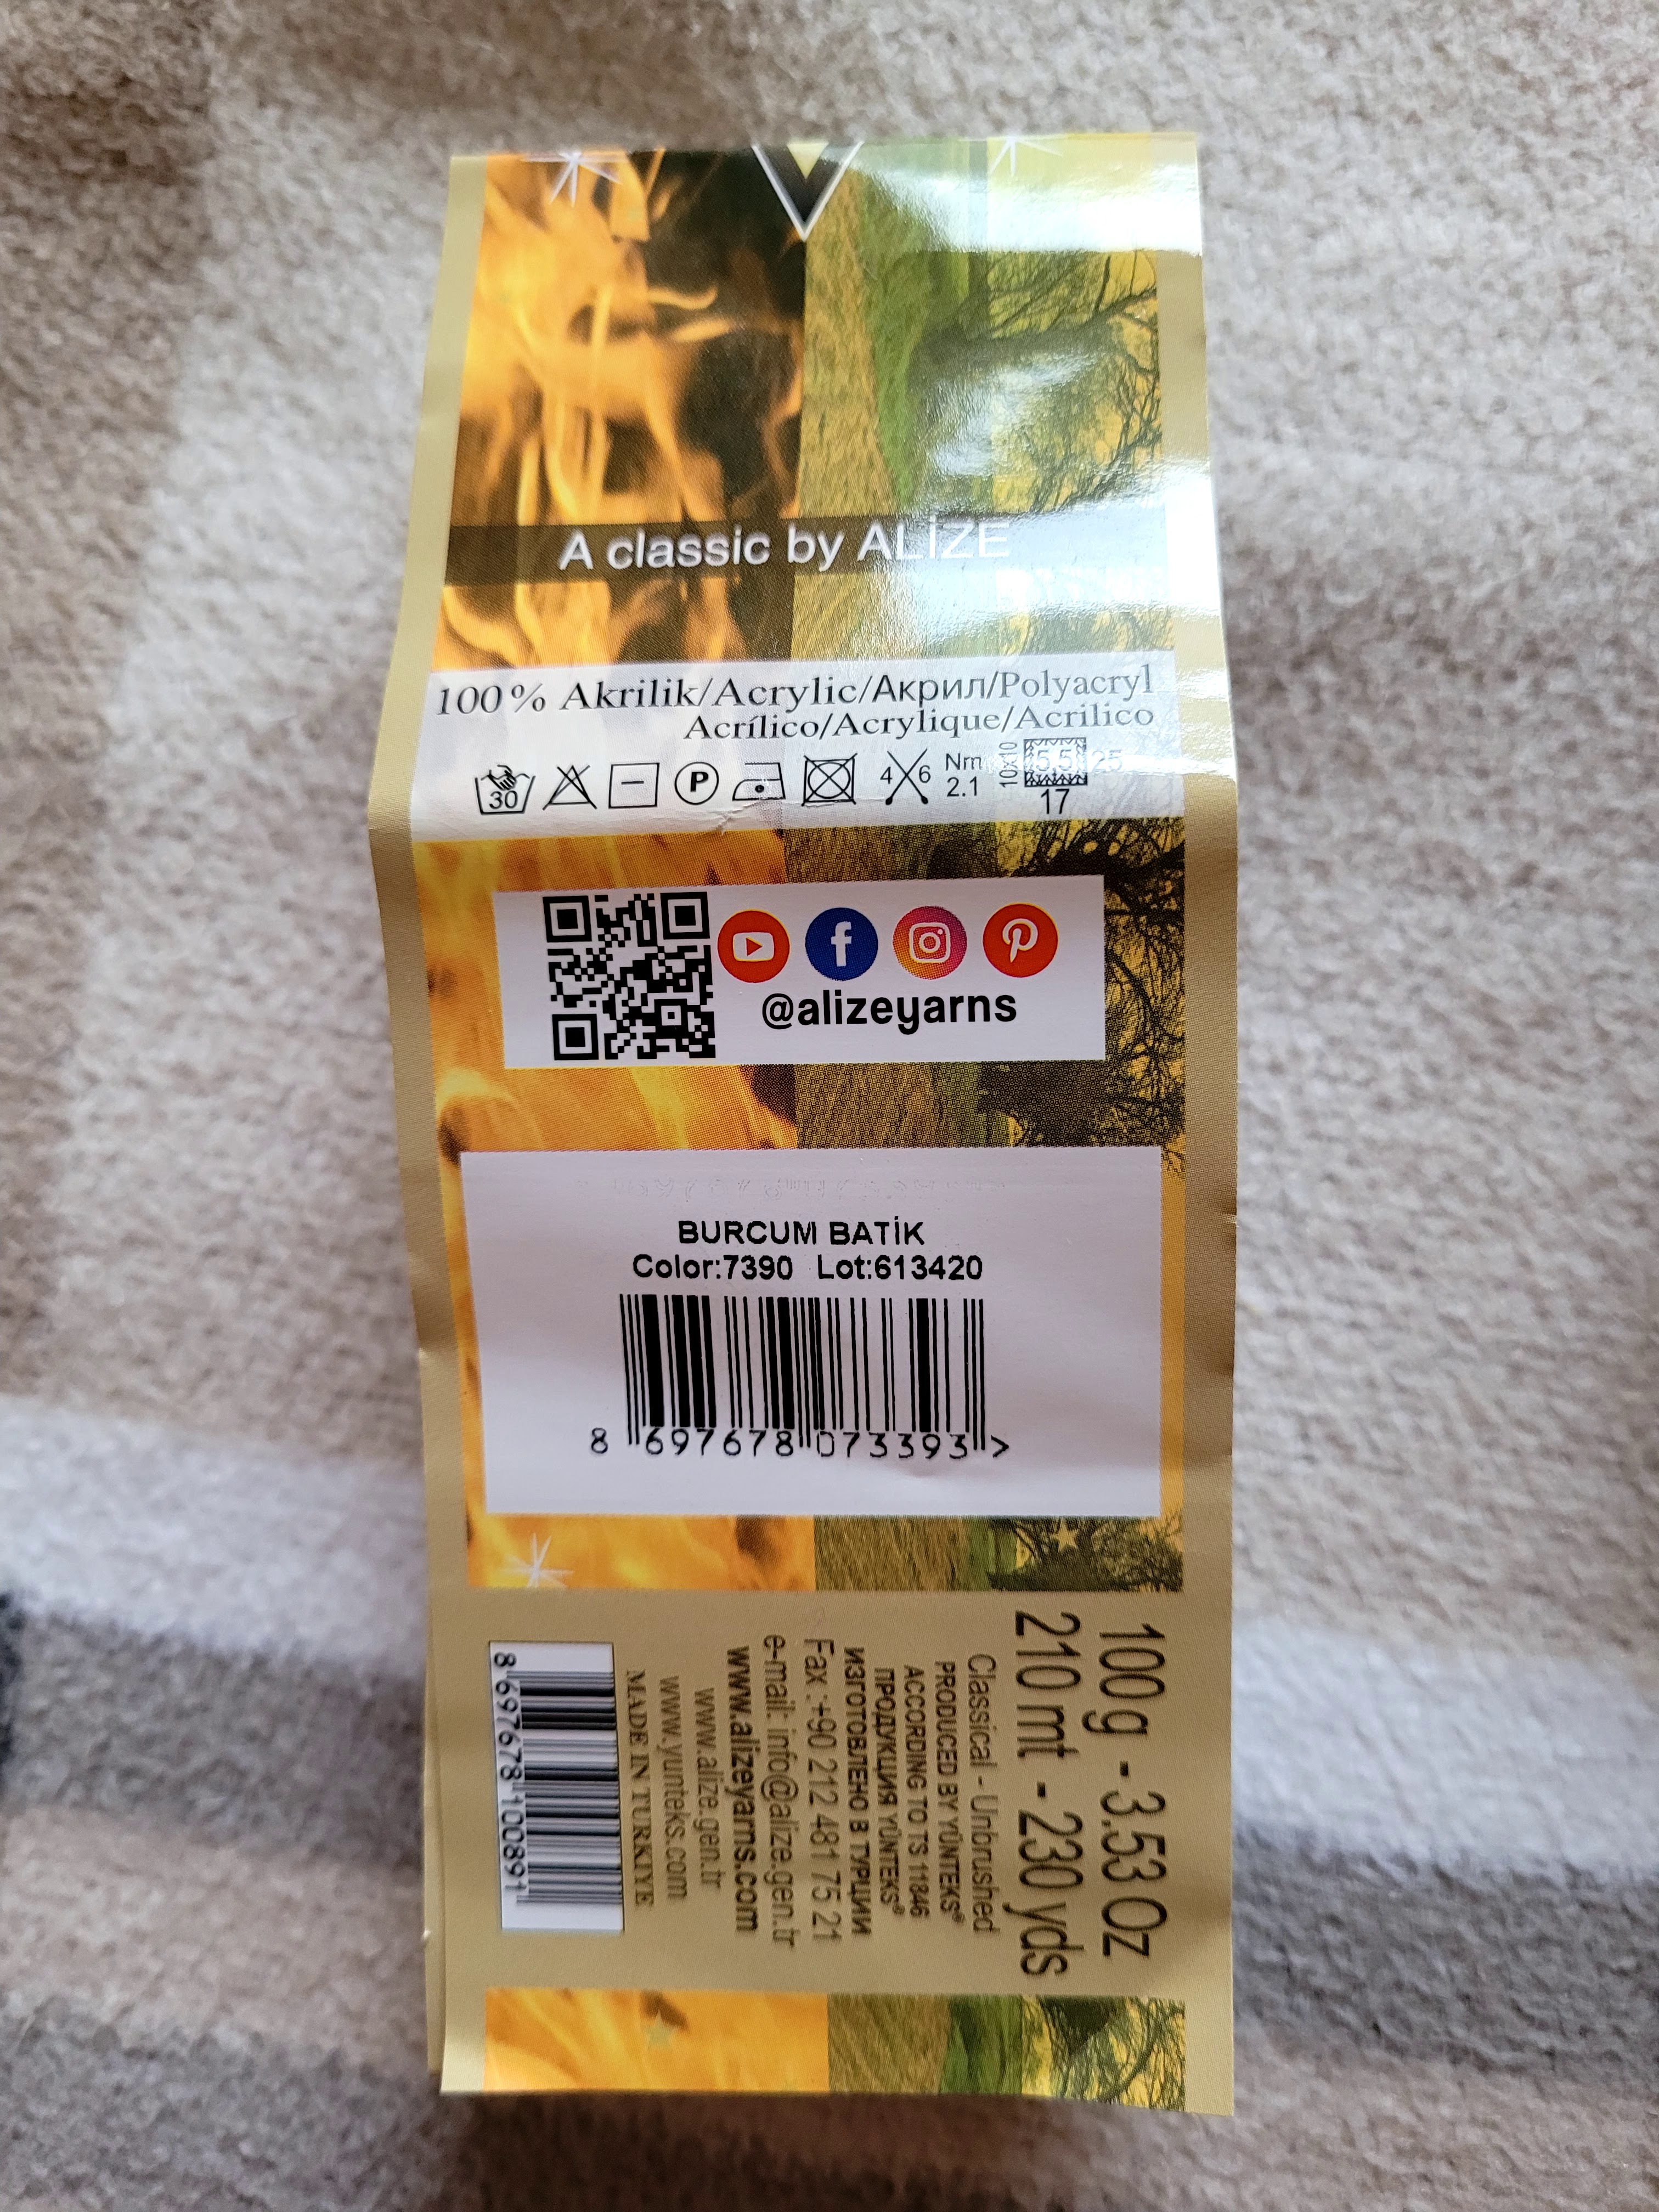 A classic by ALİZE
100% Akrilik/Acrylic/Акрил/Polyacryl
Acrílico/Acrylique/Acrilico
30 P 4 6 Nm 2.1 10x10 5.5 25 17
@alizeyarns
BURCUM BATİK
Color:7390 Lot:613420
8 697678 073393 >
100 g - 3.53 Oz
210 mt - 230 yds
Classical - Unbrushed
PRODUCED BY YÜNTEKS®
ACCORDING TO TS 11846
ПРОДУКЦИЯ YÜNTEKS®
ИЗГОТОВЛЕНО В ТУРЦИИ
Fax :+90 212 481 75 21
e-mail: info@alize.gen.tr
www.alizeyarns.com
www.alize.gen.tr
www.yunteks.com
MADE IN TURKIYE
8 697678 100891